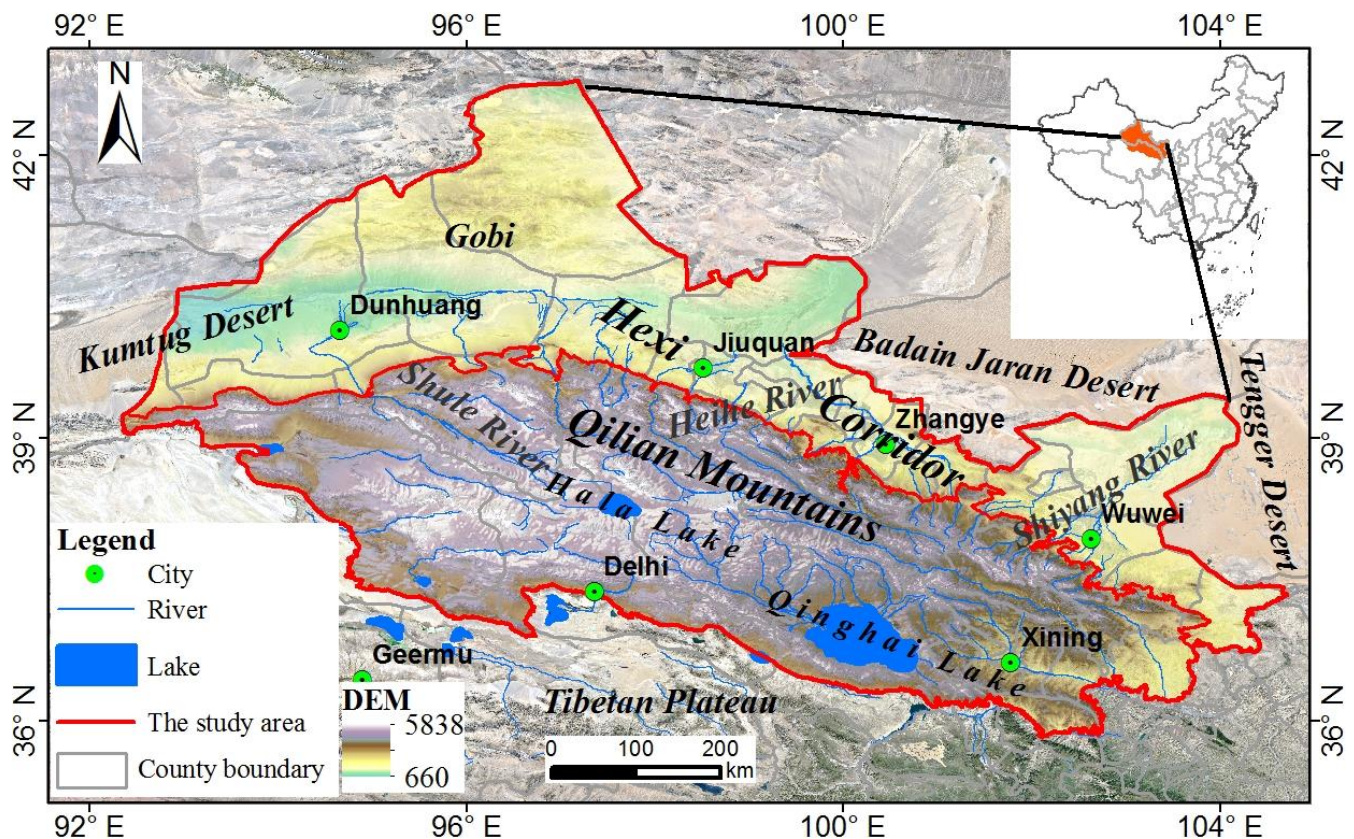 92° E 96° E 100° E 104° E
N
42° N
42° N
Gobi
Kumtug Desert
Dunhuang
Hexi
Corridor
Jiuquan
Badain Jaran Desert
Tengger Desert
Shule River
Heihe River
Zhangye
39° N
39° N
Qilian Mountains
Hala Lake
Shiyang River
Wuwei
Delhi
Qinghai Lake
Xining
Geermu
Tibetan Plateau
Legend
City
River
Lake
The study area
County boundary
DEM
5838
660
0 100 200
km
36° N
36° N
92° E 96° E 100° E 104° E